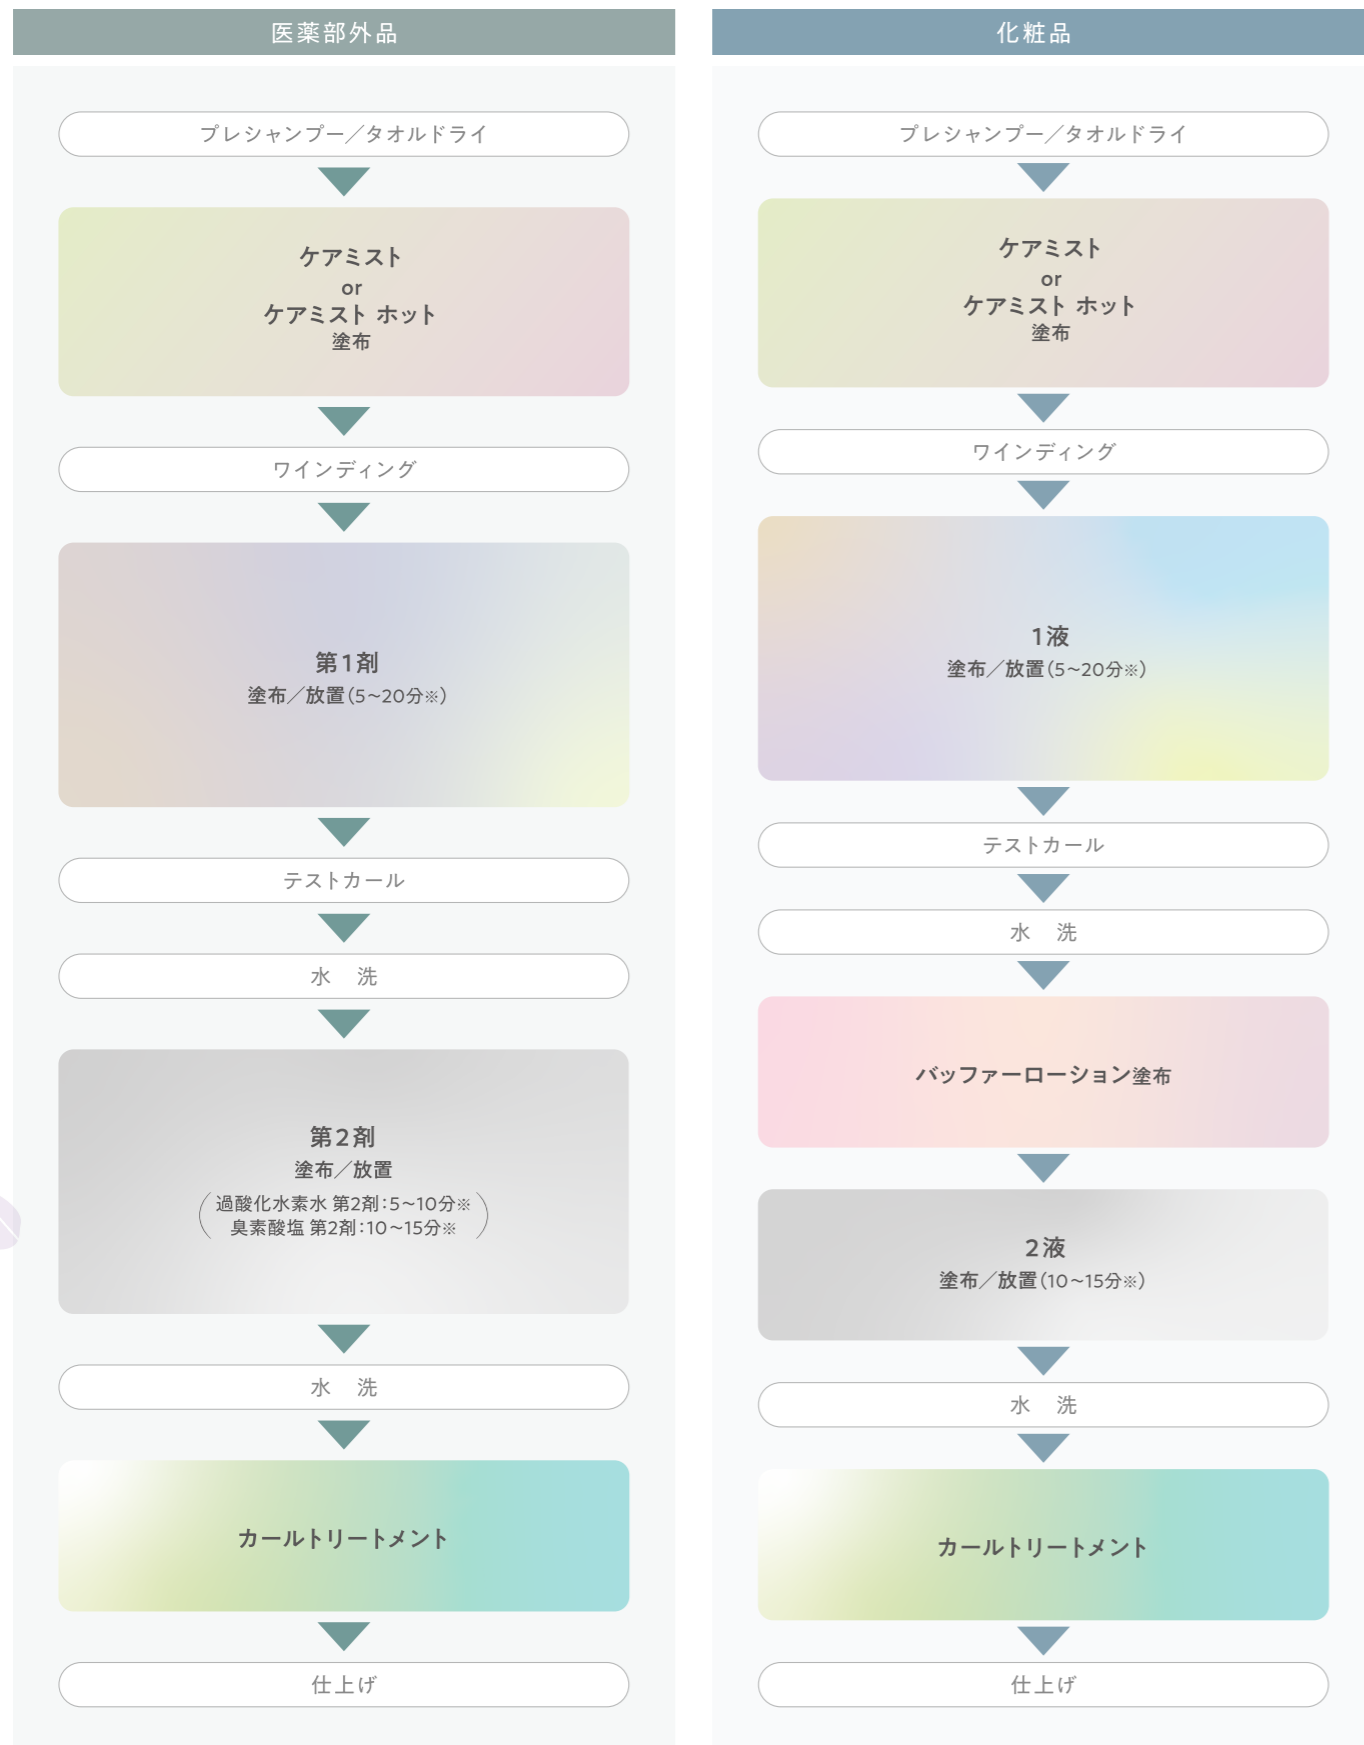 医薬部外品
プレシャンプー／タオルドライ
ケアミスト
or
ケアミスト ホット
塗布
ワインディング
第1剤
塗布／放置（5~20分※）
テストカール
水　洗
第2剤
塗布／放置
（過酸化水素水 第2剤：5~10分※
臭素酸塩 第2剤：10~15分※）
水　洗
カールトリートメント
仕上げ
化粧品
プレシャンプー／タオルドライ
ケアミスト
or
ケアミスト ホット
塗布
ワインディング
1液
塗布／放置（5~20分※）
テストカール
水　洗
バッファーローション塗布
2液
塗布／放置（10~15分※）
水　洗
カールトリートメント
仕上げ